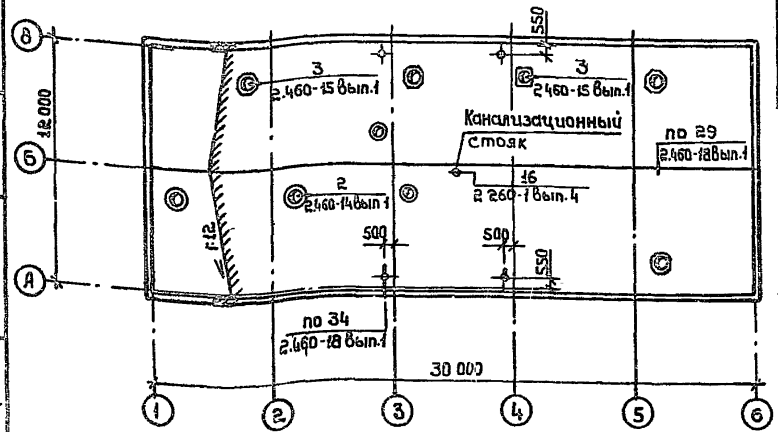 В
550
3
2.460-15 Вып.1
3
2.460-15 Вып.1
12 000
Канализационный
стояк
по 29
2.460-18 Вып.1
Б
16
2.260-1 Вып. 4
2
2.460-14 Вып.1
1:12
500
500
550
А
по 34
2.460-18 Вып.1
30 000
1
2
3
4
5
6